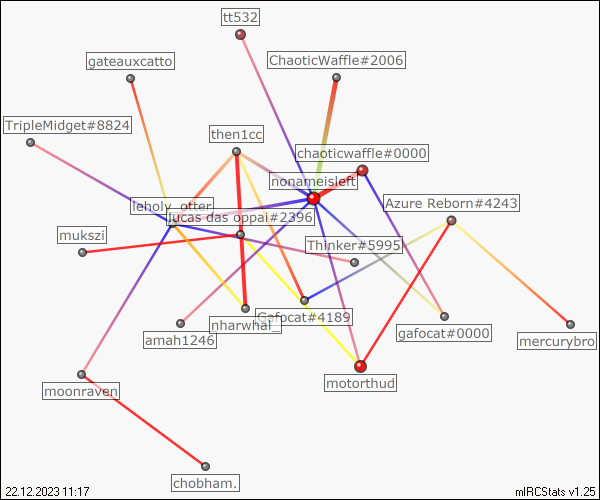 tt532
gateauxcatto
ChaoticWaffle#2006
TripleMidget#8824
then1cc
chaoticwaffle#0000
nonameisleft
leholy_otter
Azure Reborn#4243
lucas das oppai#2396
mukszi
Thinker#5995
Gafocat#4189
nharwhal_
gafocat#0000
amah1246
mercurybro
motorthud
moonraven
chobham.
22.12.2023 11:17
mIRCStats v1.25